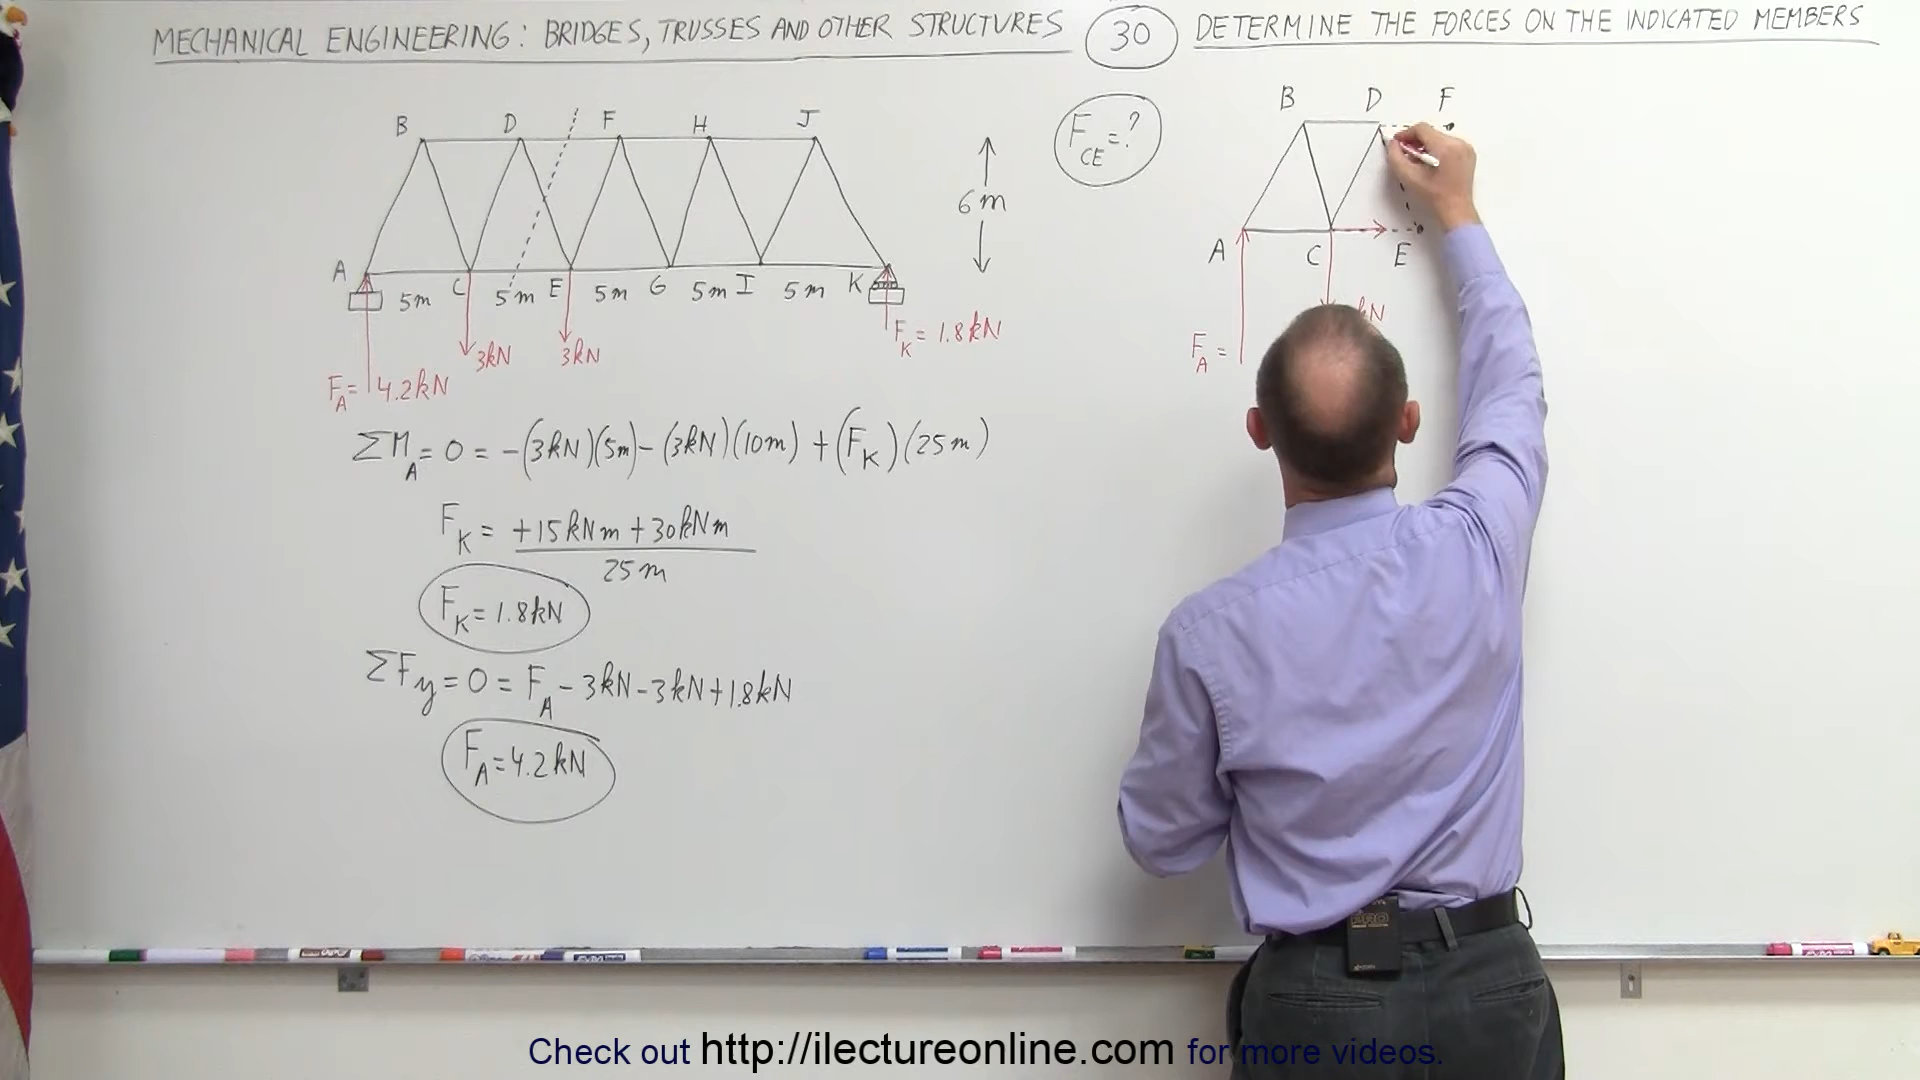 MECHANICAL ENGINEERING: BRIDGES, TRUSSES AND OTHER STRUCTURES 30 DETERMINE THE FORCES ON THE INDICATED MEMBERS
B D F H J
A C E G I K
5m 5m 5m 5m 5m
6m
3kN 3kN
F_A = 4.2kN
F_K = 1.8kN
ΣM_A = 0 = -(3kN)(5m) - (3kN)(10m) + (F_K)(25m)
F_K = +15kNm + 30kNm
25m
F_K = 1.8kN
ΣF_y = 0 = F_A - 3kN - 3kN + 1.8kN
F_A = 4.2kN
F_CE = ?
B D F
A C E
kN
F_A =
Check out http://ilectureonline.com for more videos.